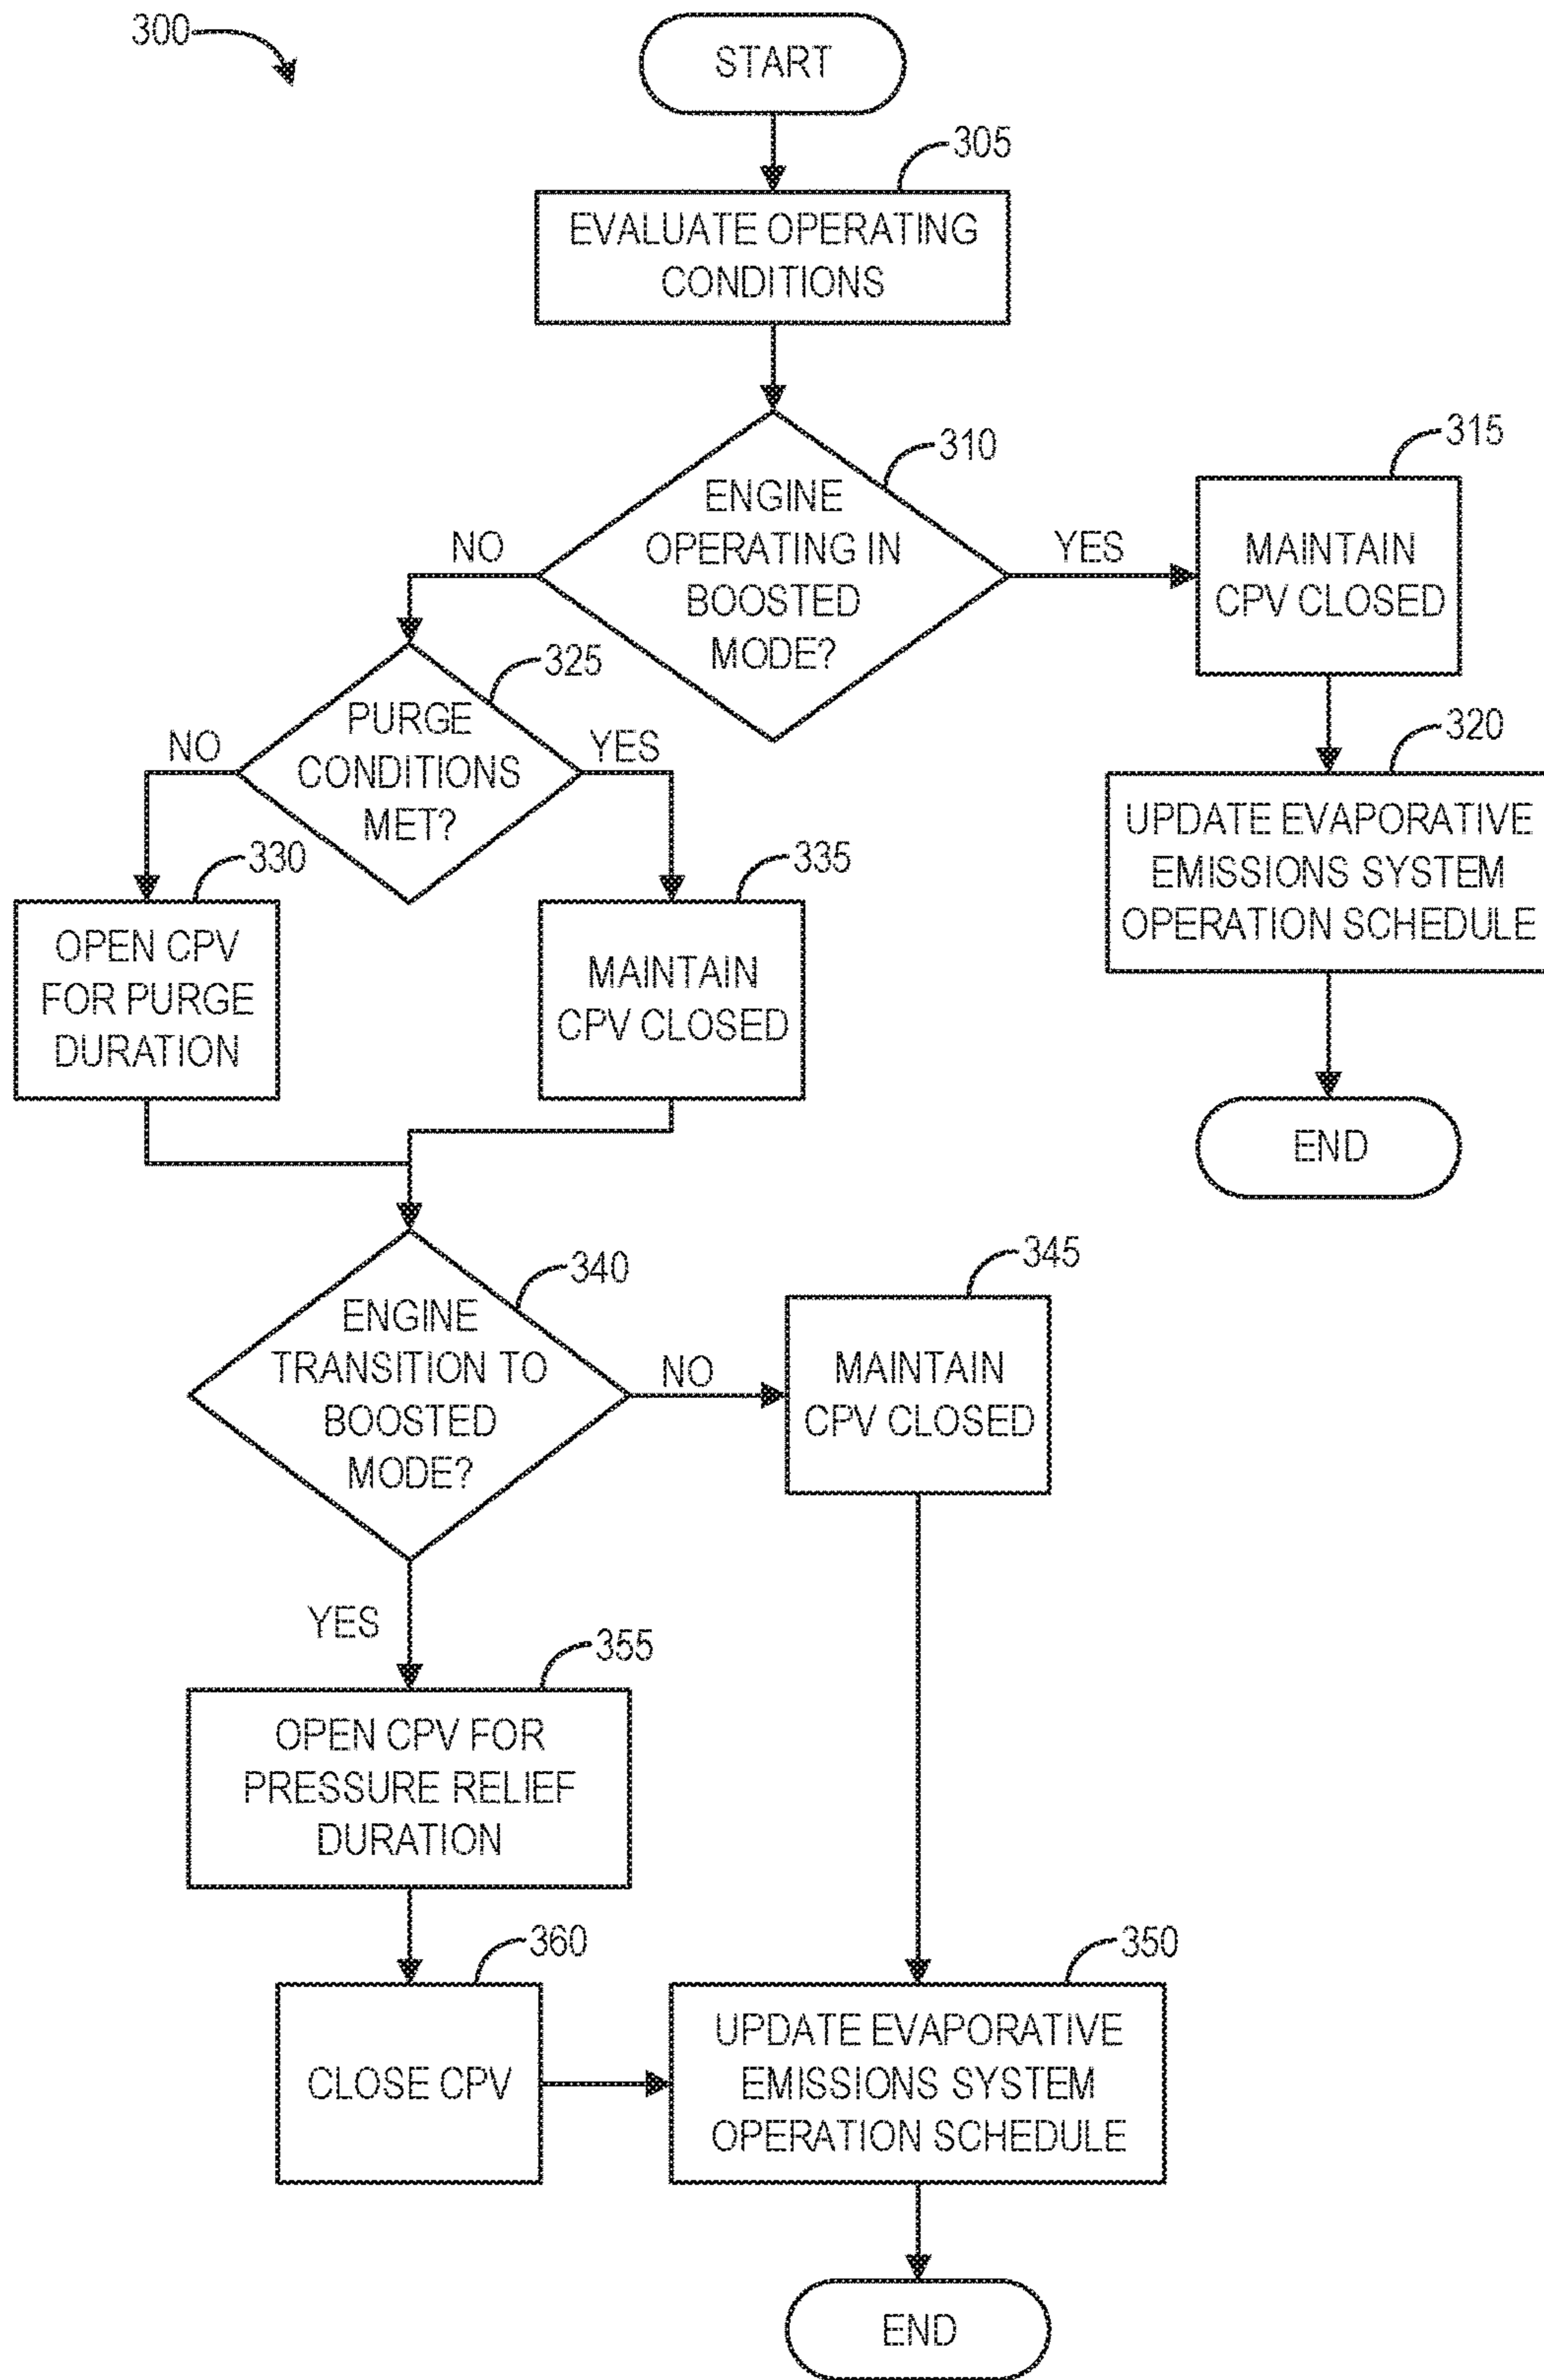 300
START
305
EVALUATE OPERATING
CONDITIONS
310
ENGINE
OPERATING IN
BOOSTED
MODE?
NO
YES
315
MAINTAIN
CPV CLOSED
320
UPDATE EVAPORATIVE
EMISSIONS SYSTEM
OPERATION SCHEDULE
END
325
PURGE
CONDITIONS
MET?
NO
YES
330
OPEN CPV
FOR PURGE
DURATION
335
MAINTAIN
CPV CLOSED
340
ENGINE
TRANSITION TO
BOOSTED
MODE?
NO
345
MAINTAIN
CPV CLOSED
YES
355
OPEN CPV FOR
PRESSURE RELIEF
DURATION
360
CLOSE CPV
350
UPDATE EVAPORATIVE
EMISSIONS SYSTEM
OPERATION SCHEDULE
END